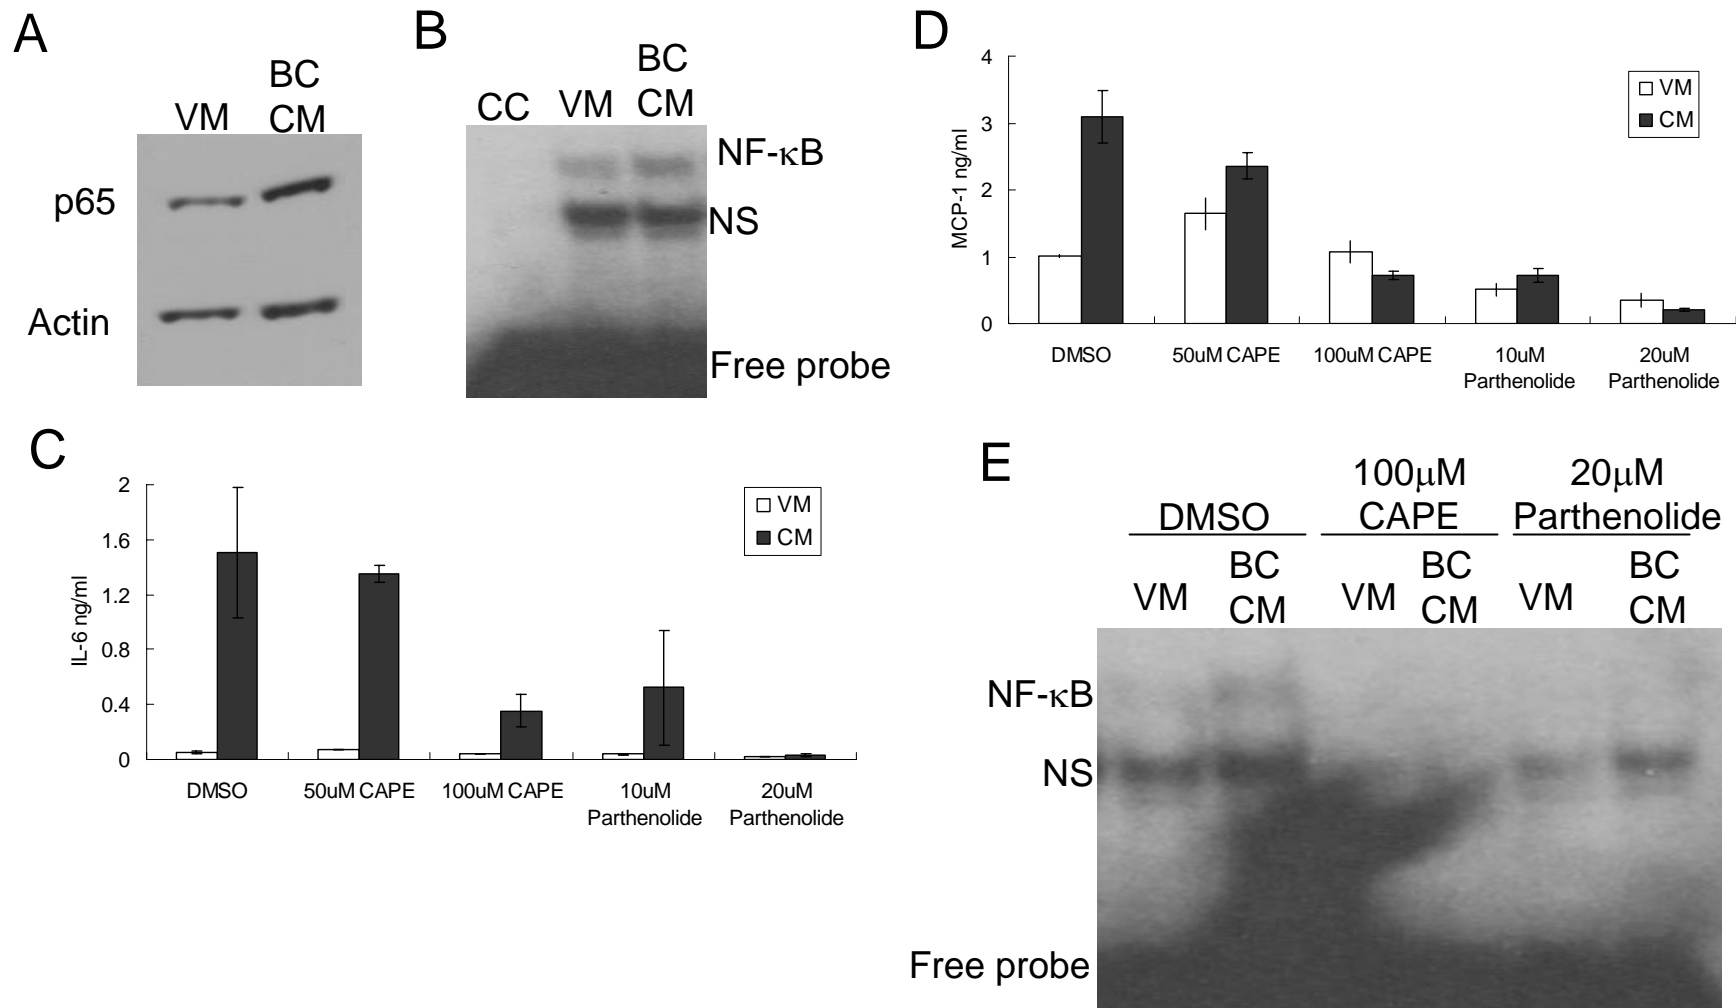 A
VM
BC
CM
p65
Actin
B
CC
VM
BC
CM
NF-κB
NS
Free probe
D
4
3
2
1
0
MCP-1 ng/ml
VM
CM
DMSO
50uM CAPE
100uM CAPE
10uM
Parthenolide
20uM
Parthenolide
C
2
1.6
1.2
0.8
0.4
0
IL-6 ng/ml
VM
CM
DMSO
50uM CAPE
100uM CAPE
10uM
Parthenolide
20uM
Parthenolide
E
DMSO
100μM
CAPE
20μM
Parthenolide
VM
BC
CM
VM
BC
CM
VM
BC
CM
NF-κB
NS
Free probe